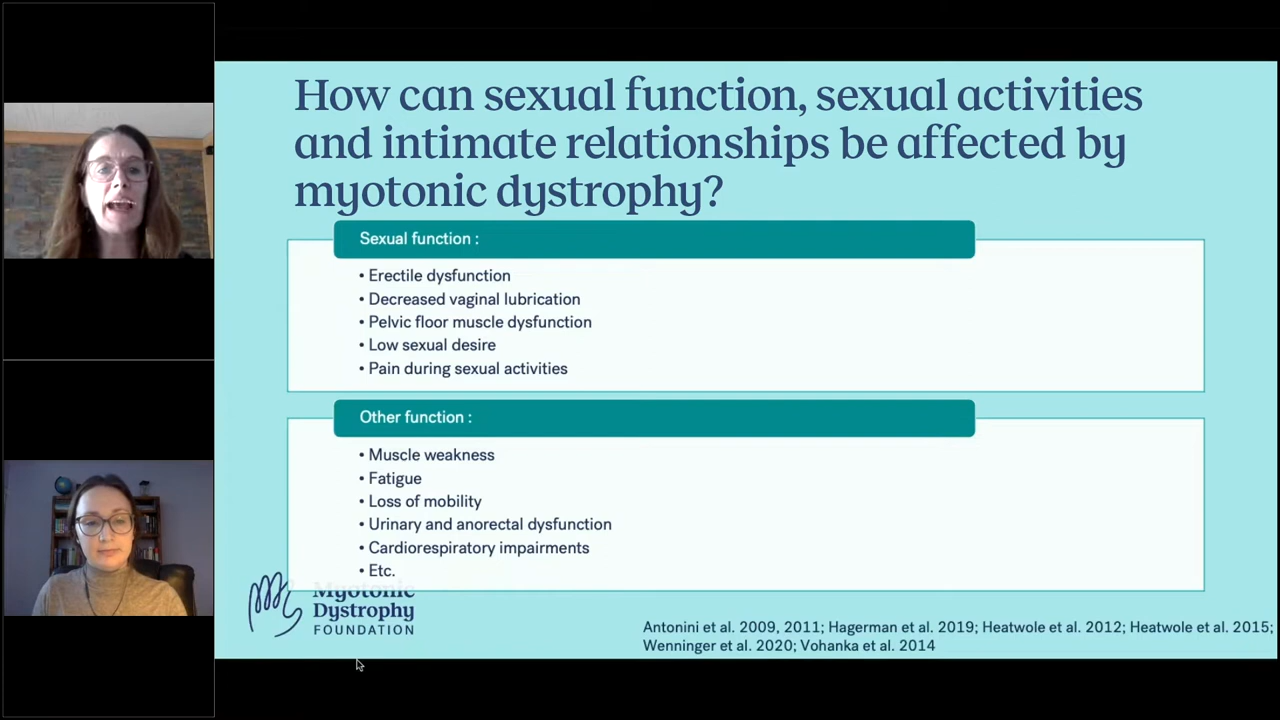 How can sexual function, sexual activities
and intimate relationships be affected by
myotonic dystrophy?
Sexual function :
• Erectile dysfunction
• Decreased vaginal lubrication
• Pelvic floor muscle dysfunction
• Low sexual desire
• Pain during sexual activities
Other function :
• Muscle weakness
• Fatigue
• Loss of mobility
• Urinary and anorectal dysfunction
• Cardiorespiratory impairments
• Etc.
Myotonic
Dystrophy
FOUNDATION
Antonini et al. 2009, 2011; Hagerman et al. 2019; Heatwole et al. 2012; Heatwole et al. 2015;
Wenninger et al. 2020; Vohanka et al. 2014